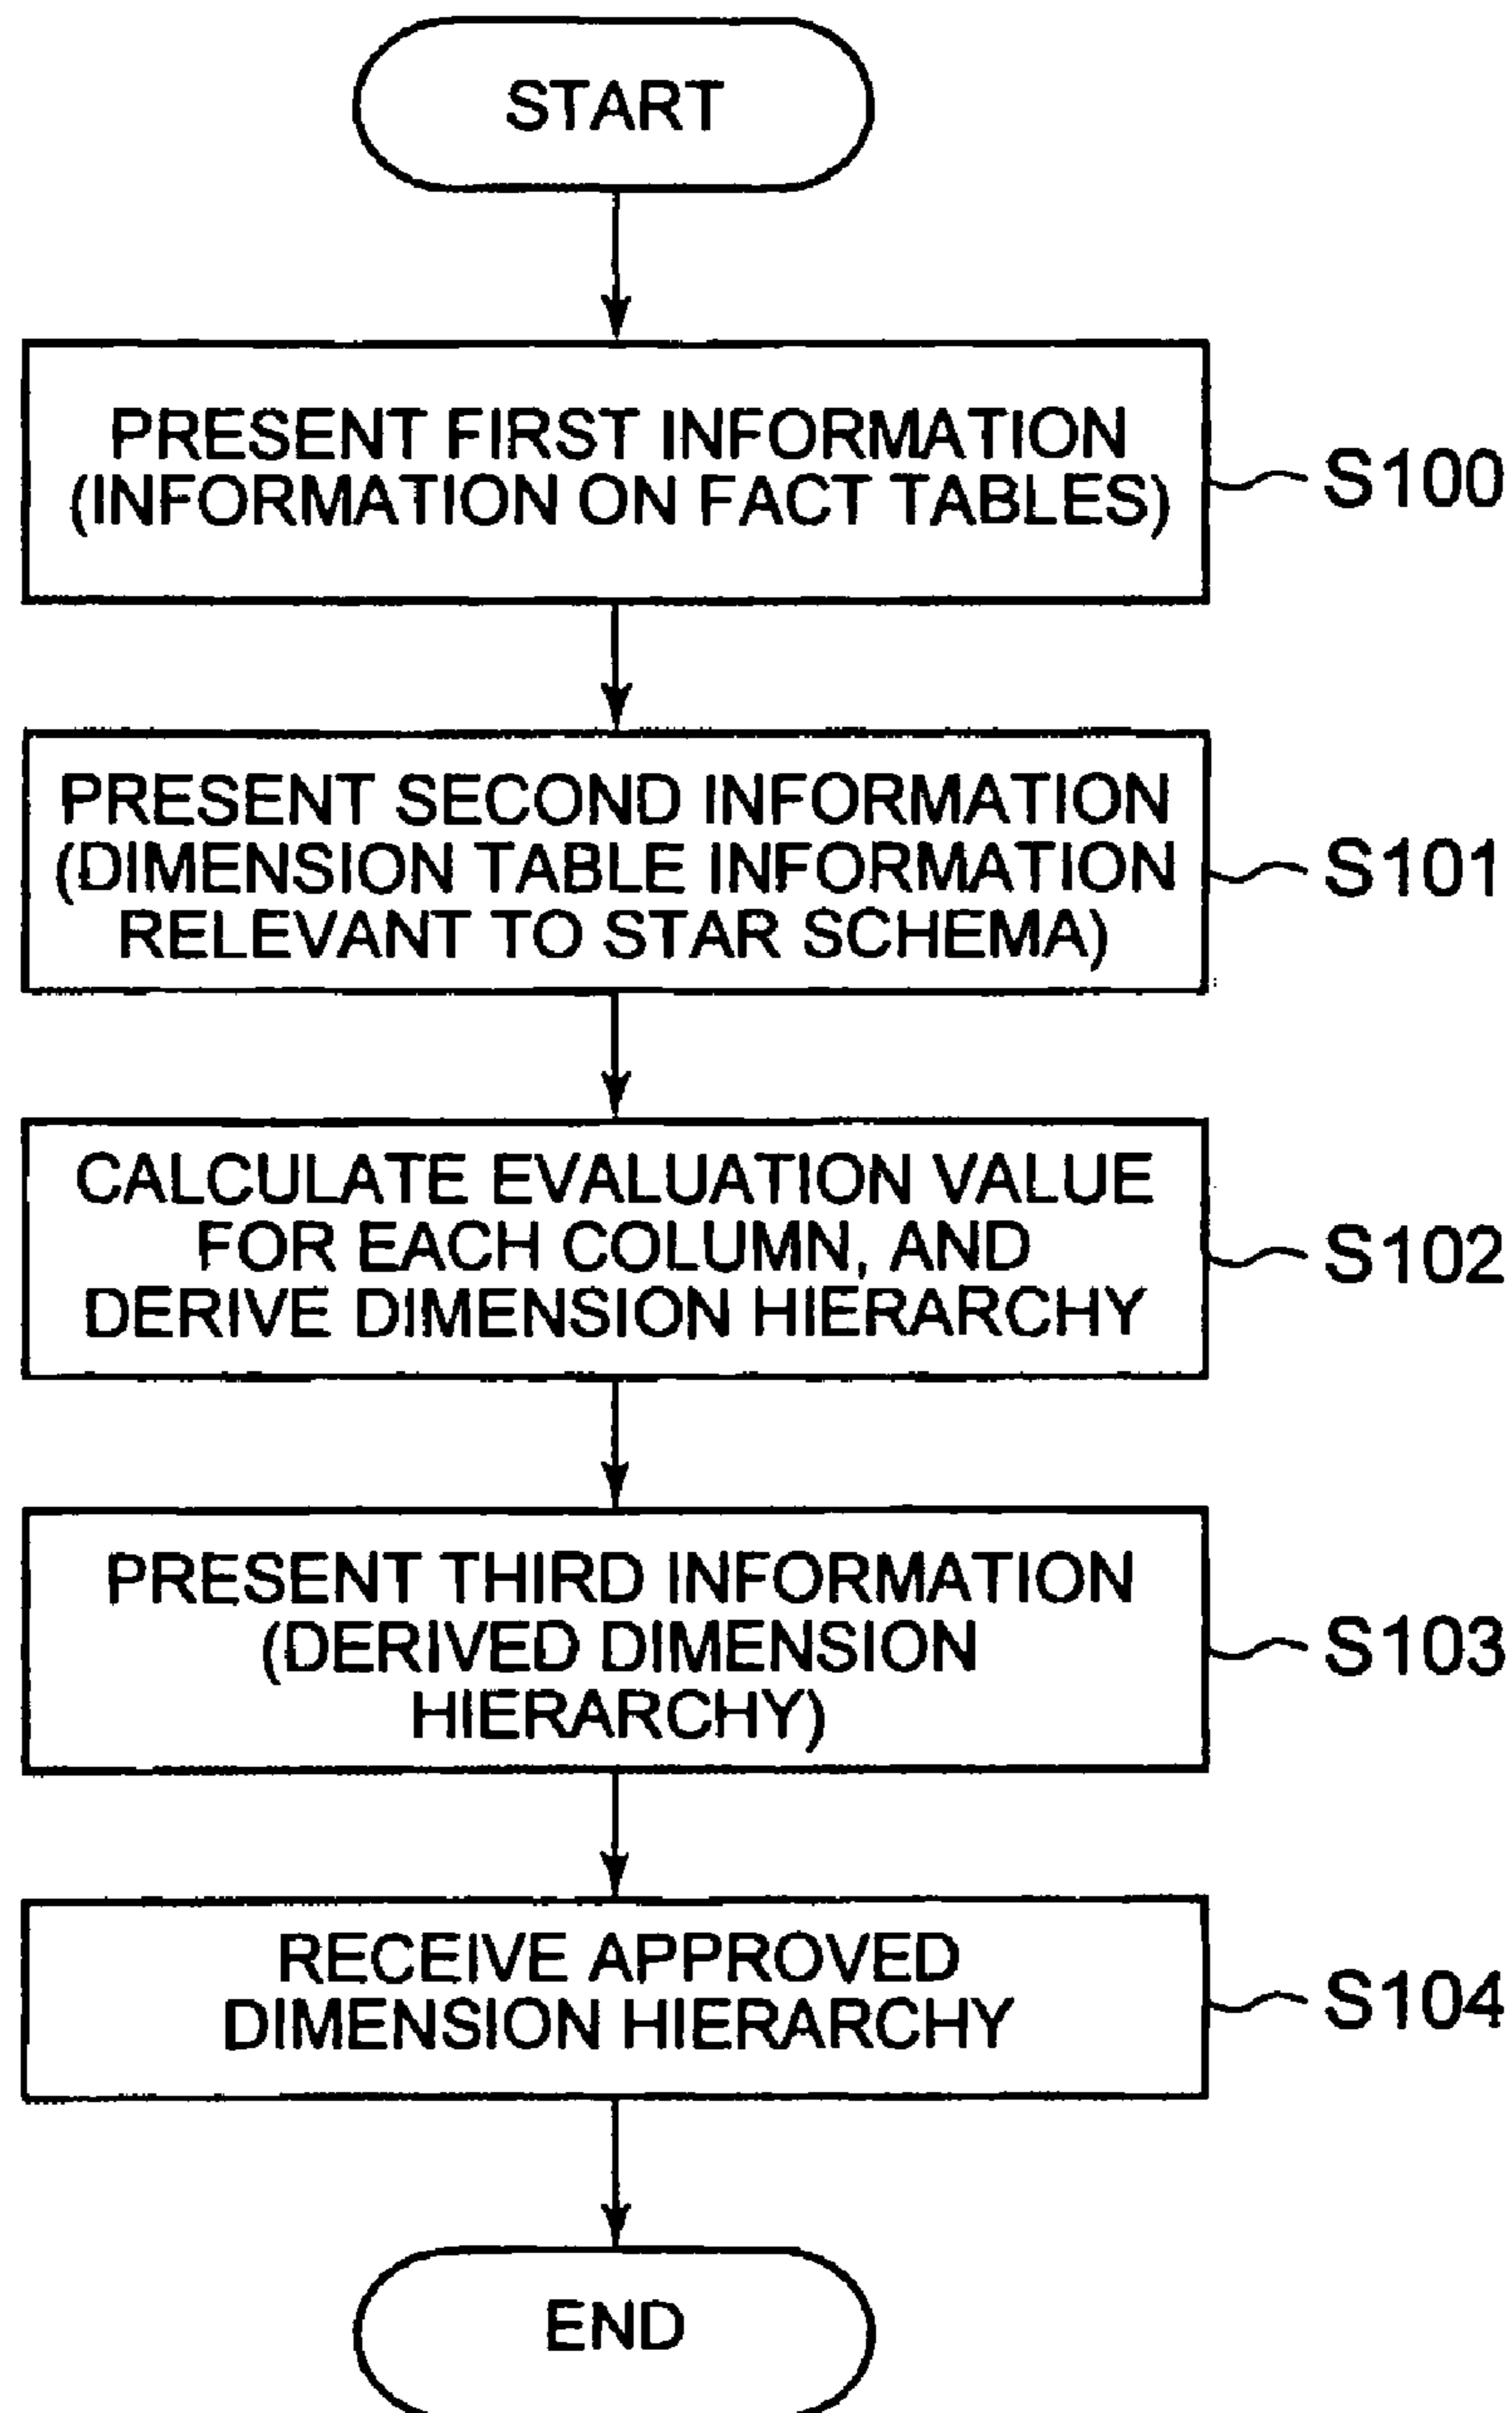 START
PRESENT FIRST INFORMATION
(INFORMATION ON FACT TABLES)
S100
PRESENT SECOND INFORMATION
(DIMENSION TABLE INFORMATION
RELEVANT TO STAR SCHEMA)
S101
CALCULATE EVALUATION VALUE
FOR EACH COLUMN, AND
DERIVE DIMENSION HIERARCHY
S102
PRESENT THIRD INFORMATION
(DERIVED DIMENSION
HIERARCHY)
S103
RECEIVE APPROVED
DIMENSION HIERARCHY
S104
END